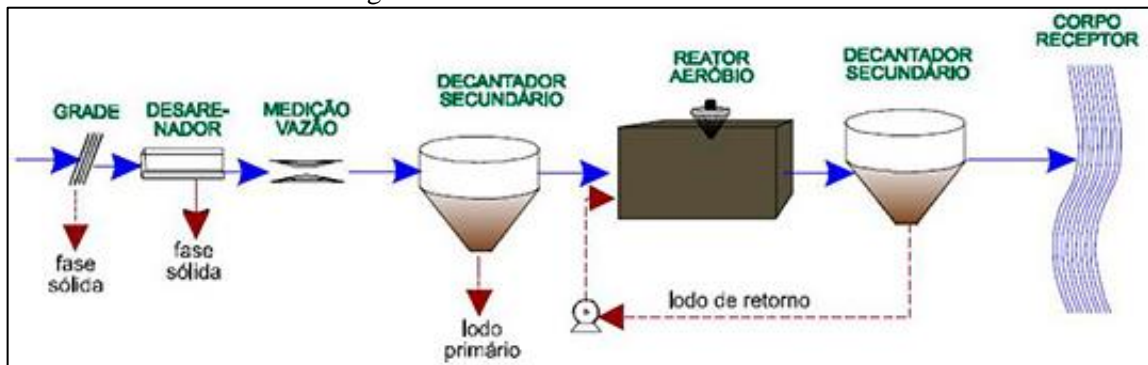 GRADE
DESARE-
NADOR
MEDIÇÃO
VAZÃO
DECANTADOR
SECUNDÁRIO
REATOR
AERÓBIO
DECANTADOR
SECUNDÁRIO
CORPO
RECEPTOR
fase
sólida
fase
sólida
lodo
primário
lodo de retorno